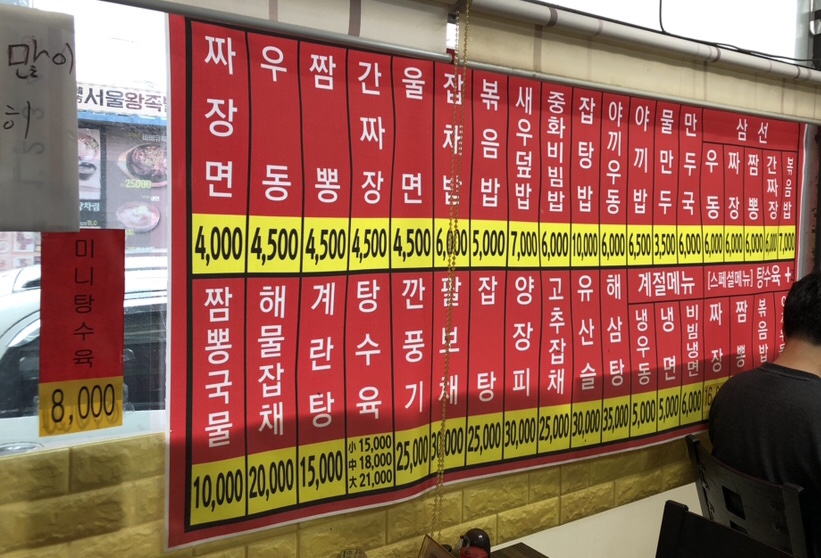 많이
허
서울왕족
25000
미니탕수육
8,000
짜장면 4,000
우동 4,500
짬뽕 4,500
간짜장 4,500
울면 4,500
잡채밥 6,000
볶음밥 5,000
새우덮밥 7,000
중화비빔밥 6,000
잡탕밥 10,000
야끼우동 6,000
야끼밥 6,500
물만두 3,500
만두국 6,000
삼선
우동 6,000
짜장 6,000
짬뽕 6,000
간짜장 6,000
볶음밥 7,000
짬뽕국물 10,000
해물잡채 20,000
계란탕 15,000
탕수육 小 15,000
中 18,000
大 21,000
깐풍기 25,000
팔보채
잡탕 25,000
양장피 30,000
고추잡채 25,000
유산슬 30,000
해삼탕 35,000
계절메뉴
냉우동 5,000
냉면 5,000
비빔냉면 6,000
[스페셜메뉴] 탕수육 +
짜장
짬뽕
볶음밥